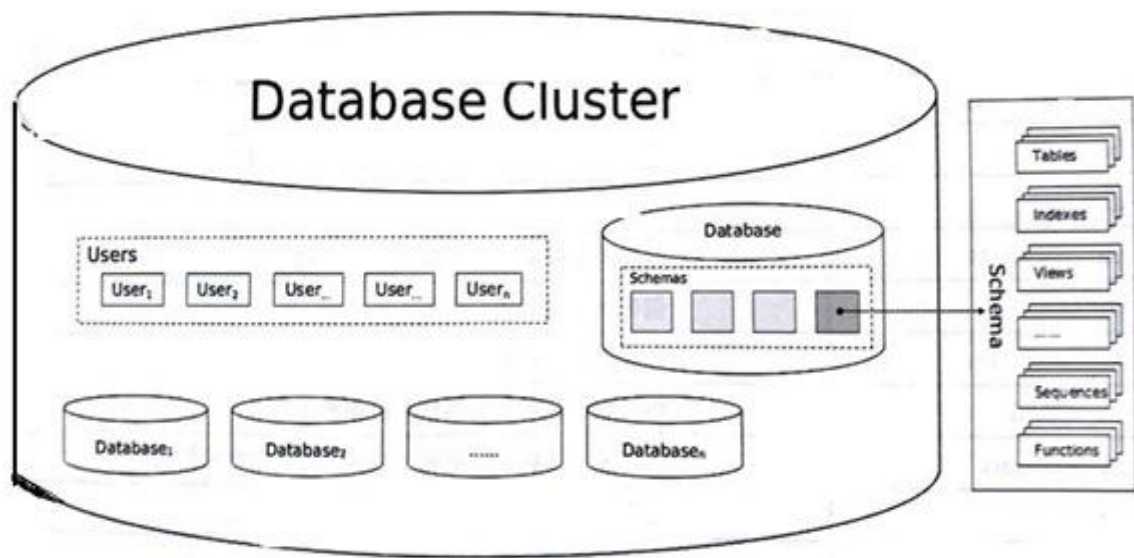 Database Cluster
Users
User₁
User₂
User...
User...
Userₙ
Database
Schemas
Database₁
Database₂
......
Databaseₙ
Schema
Tables
Indexes
Views
... ...
Sequences
Functions